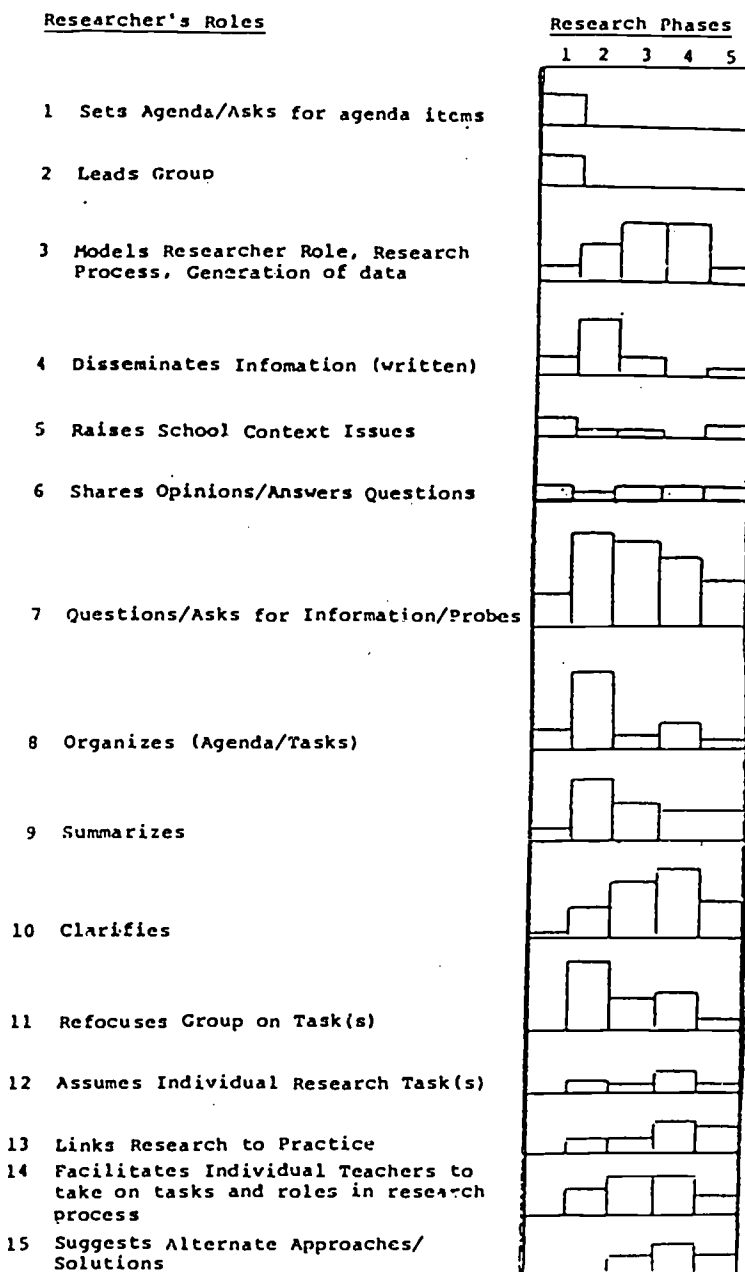 Researcher's Roles
Research Phases
1 2 3 4 5
1 Sets Agenda/Asks for agenda items
2 Leads Group
3 Models Researcher Role, Research
Process, Generation of data
4 Disseminates Infomation (written)
5 Raises School Context Issues
6 Shares Opinions/Answers Questions
7 Questions/Asks for Information/Probes
8 Organizes (Agenda/Tasks)
9 Summarizes
10 Clarifies
11 Refocuses Group on Task(s)
12 Assumes Individual Research Task(s)
13 Links Research to Practice
14 Facilitates Individual Teachers to
take on tasks and roles in research
process
15 Suggests Alternate Approaches/
Solutions